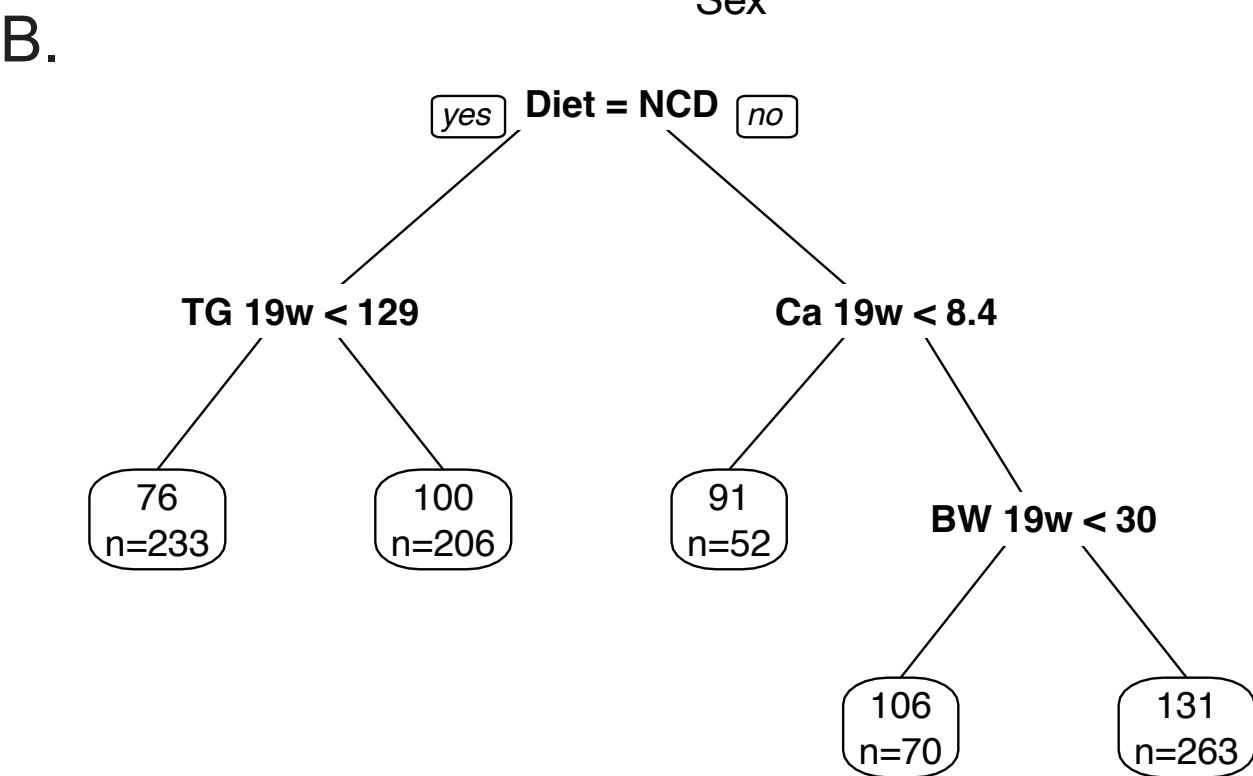 Sex
B.
yes Diet = NCD no
TG 19w < 129
Ca 19w < 8.4
76
n=233
100
n=206
91
n=52
BW 19w < 30
106
n=70
131
n=263